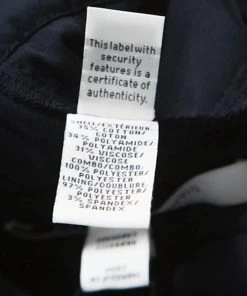 This label with
security
features is a
certificate of
authenticity.
SHELL/EXTÉRIEUR
35% COTTON/
COTON
34% POLYAMIDE/
POLYAMIDE
31% VISCOSE/
VISCOSE
COMBO/COMBO:
100% POLYESTER/
POLYESTER
LINING/DOUBLURE
97% POLYESTER/
POLYESTER
3% SPANDEX/
SPANDEX